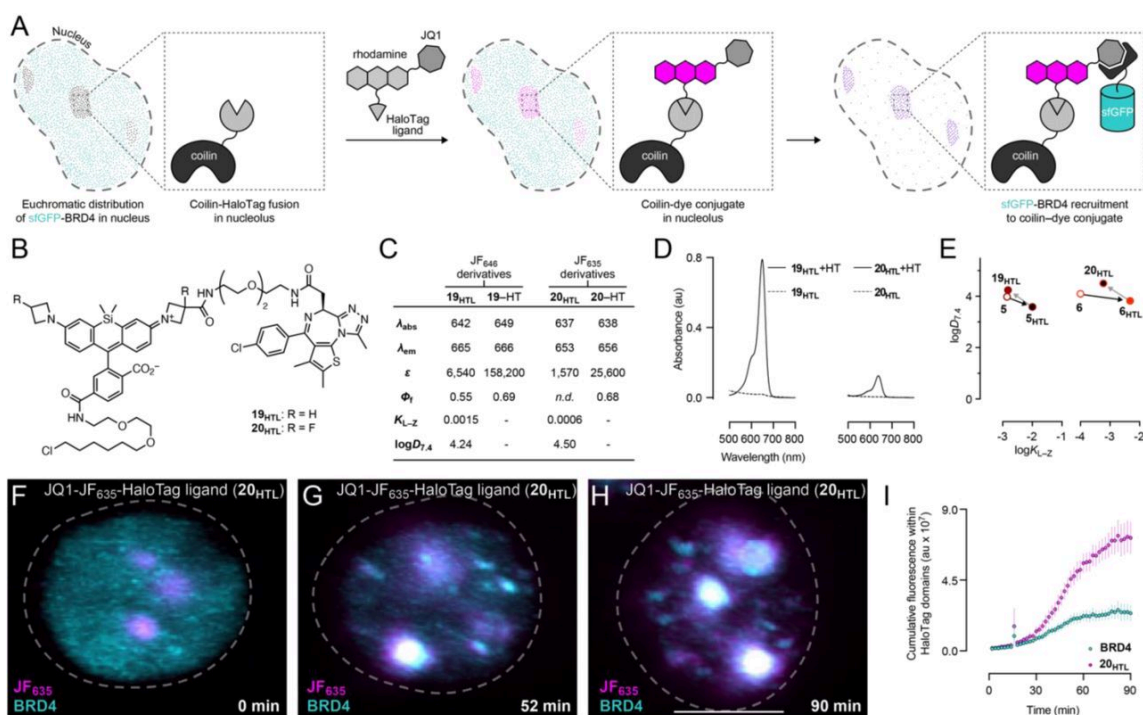 A
Nucleus
rhodamine
JQ1
HaloTag
ligand
coilin
coilin
coilin
sfGFP
Euchromatic distribution
of sfGFP-BRD4 in nucleus
Coilin-HaloTag fusion
in nucleolus
Coilin-dye conjugate
in nucleolus
sfGFP-BRD4 recruitment
to coilin–dye conjugate
B
R
N
Si
N⁺
R
HN
O
O
2
N
H
O
N
N
N
N
S
Cl
CO₂⁻
O
NH
O
O
Cl
19HTL: R = H
20HTL: R = F
C
JF646 derivatives
JF635 derivatives
19HTL 19–HT 20HTL 20–HT
λabs 642 649 637 638
λem 665 666 653 656
ε 6,540 158,200 1,570 25,600
Φf 0.55 0.69 n.d. 0.68
KL–Z 0.0015 - 0.0006 -
logD7.4 4.24 - 4.50 -
D
19HTL+HT 20HTL+HT
19HTL 20HTL
Absorbance (au)
0.8
0.4
0.0
500 600 700 800 500 600 700 800
Wavelength (nm)
E
logD7.4
6
4
2
0
19HTL
5
5HTL
20HTL
6
6HTL
-3 -2 -1 -4 -3 -2
logKL–Z
F
JQ1-JF635-HaloTag ligand (20HTL)
JF635
BRD4
0 min
G
JQ1-JF635-HaloTag ligand (20HTL)
52 min
H
JQ1-JF635-HaloTag ligand (20HTL)
JF635
BRD4
90 min
I
Cumulative fluorescence within
HaloTag domains (au x 10⁷)
9.0
4.5
0.0
BRD4
20HTL
0 30 60 90
Time (min)